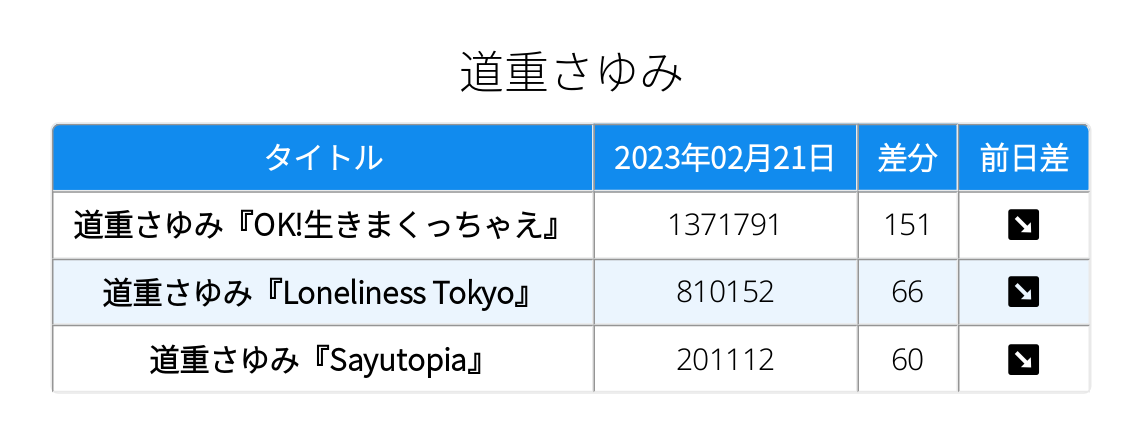 道重さゆみ
タイトル 2023年02月21日 差分 前日差
道重さゆみ『OK!生きまくっちゃえ』 1371791 151 ↘
道重さゆみ『Loneliness Tokyo』 810152 66 ↘
道重さゆみ『Sayutopia』 201112 60 ↘